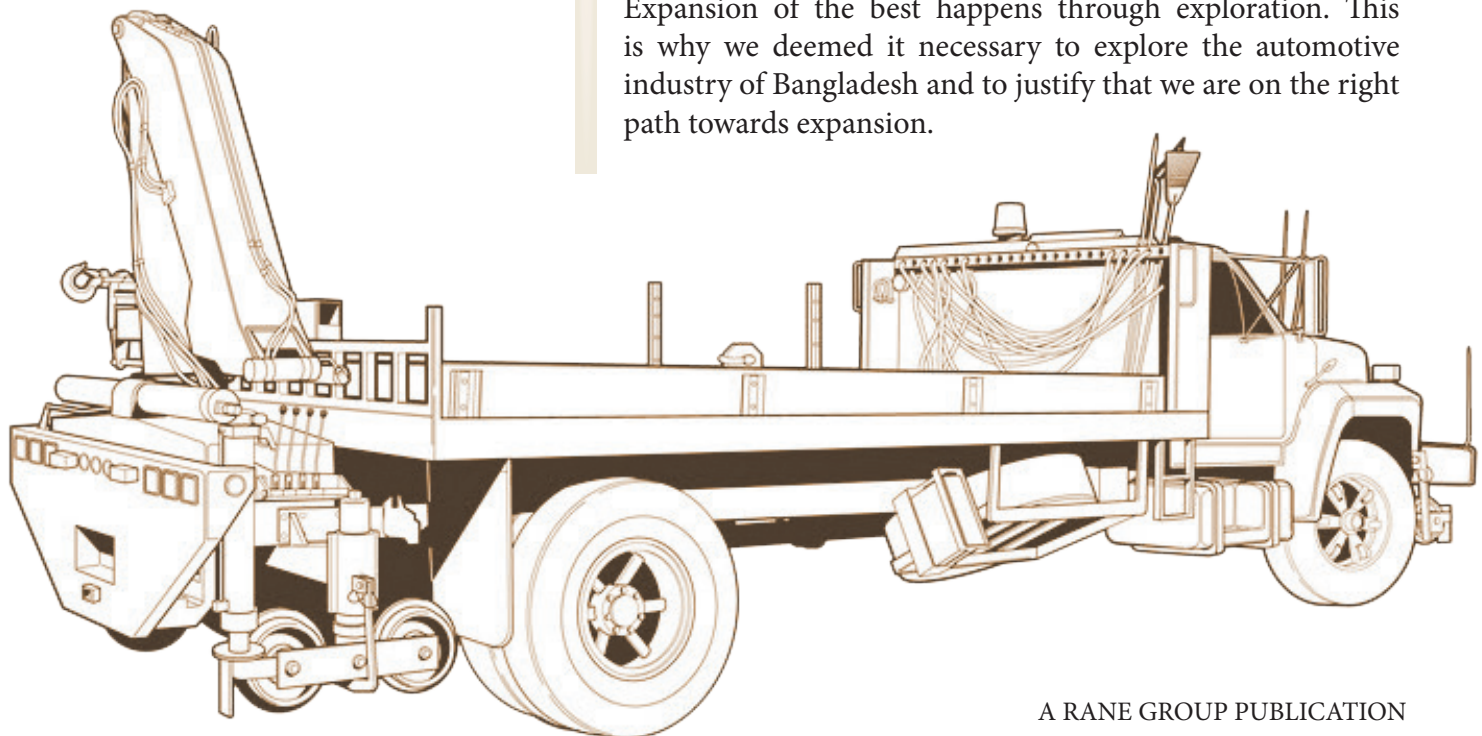 Expansion of the best happens through exploration. This
is why we deemed it necessary to explore the automotive
industry of Bangladesh and to justify that we are on the right
path towards expansion.
A RANE GROUP PUBLICATION